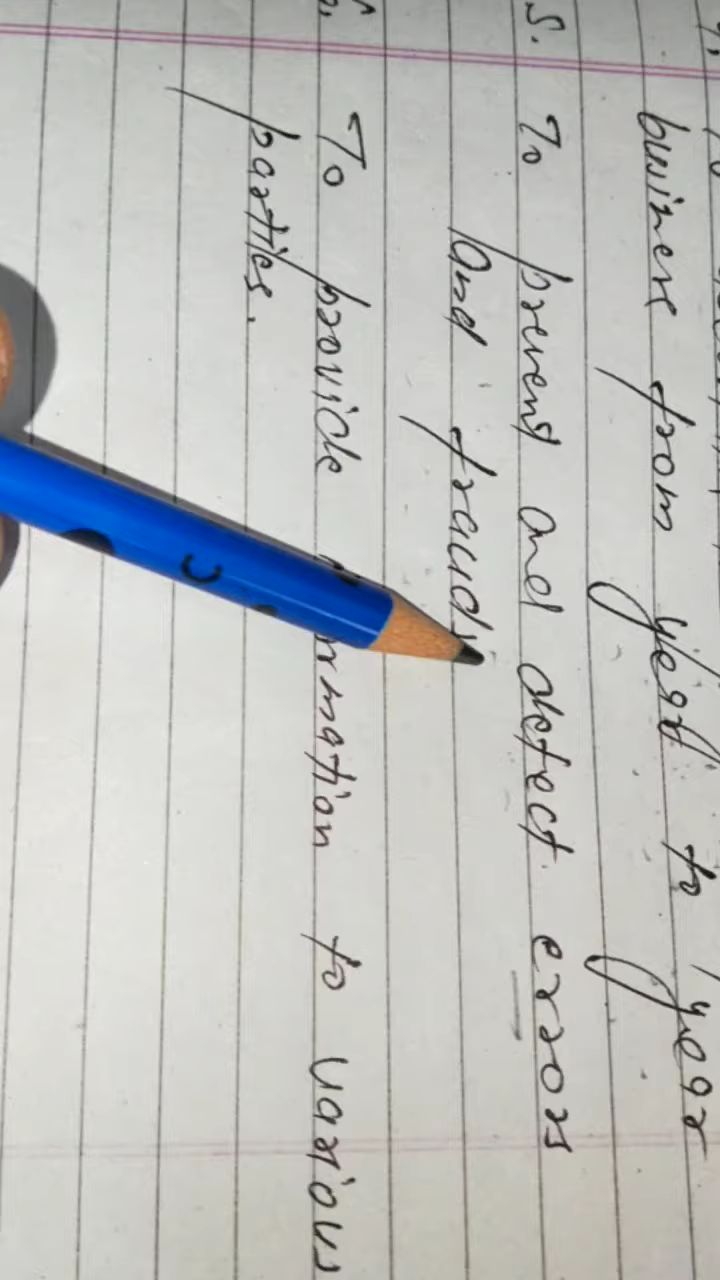 business from year to year
5. To prevent and detect errors
and frauds
6. To provide information to various
parties.